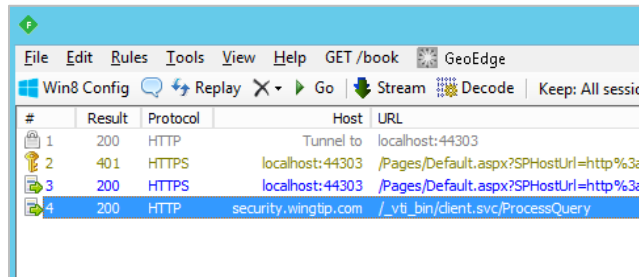 File Edit Rules Tools View Help GET /book GeoEdge
Win8 Config Replay Go Stream Decode Keep: All sessi
# Result Protocol Host URL
1 200 HTTP Tunnel to localhost:44303
2 401 HTTPS localhost:44303 /Pages/Default.aspx?SPHostUrl=http%3a
3 200 HTTPS localhost:44303 /Pages/Default.aspx?SPHostUrl=http%3a
4 200 HTTP security.wingtip.com /_vti_bin/client.svc/ProcessQuery